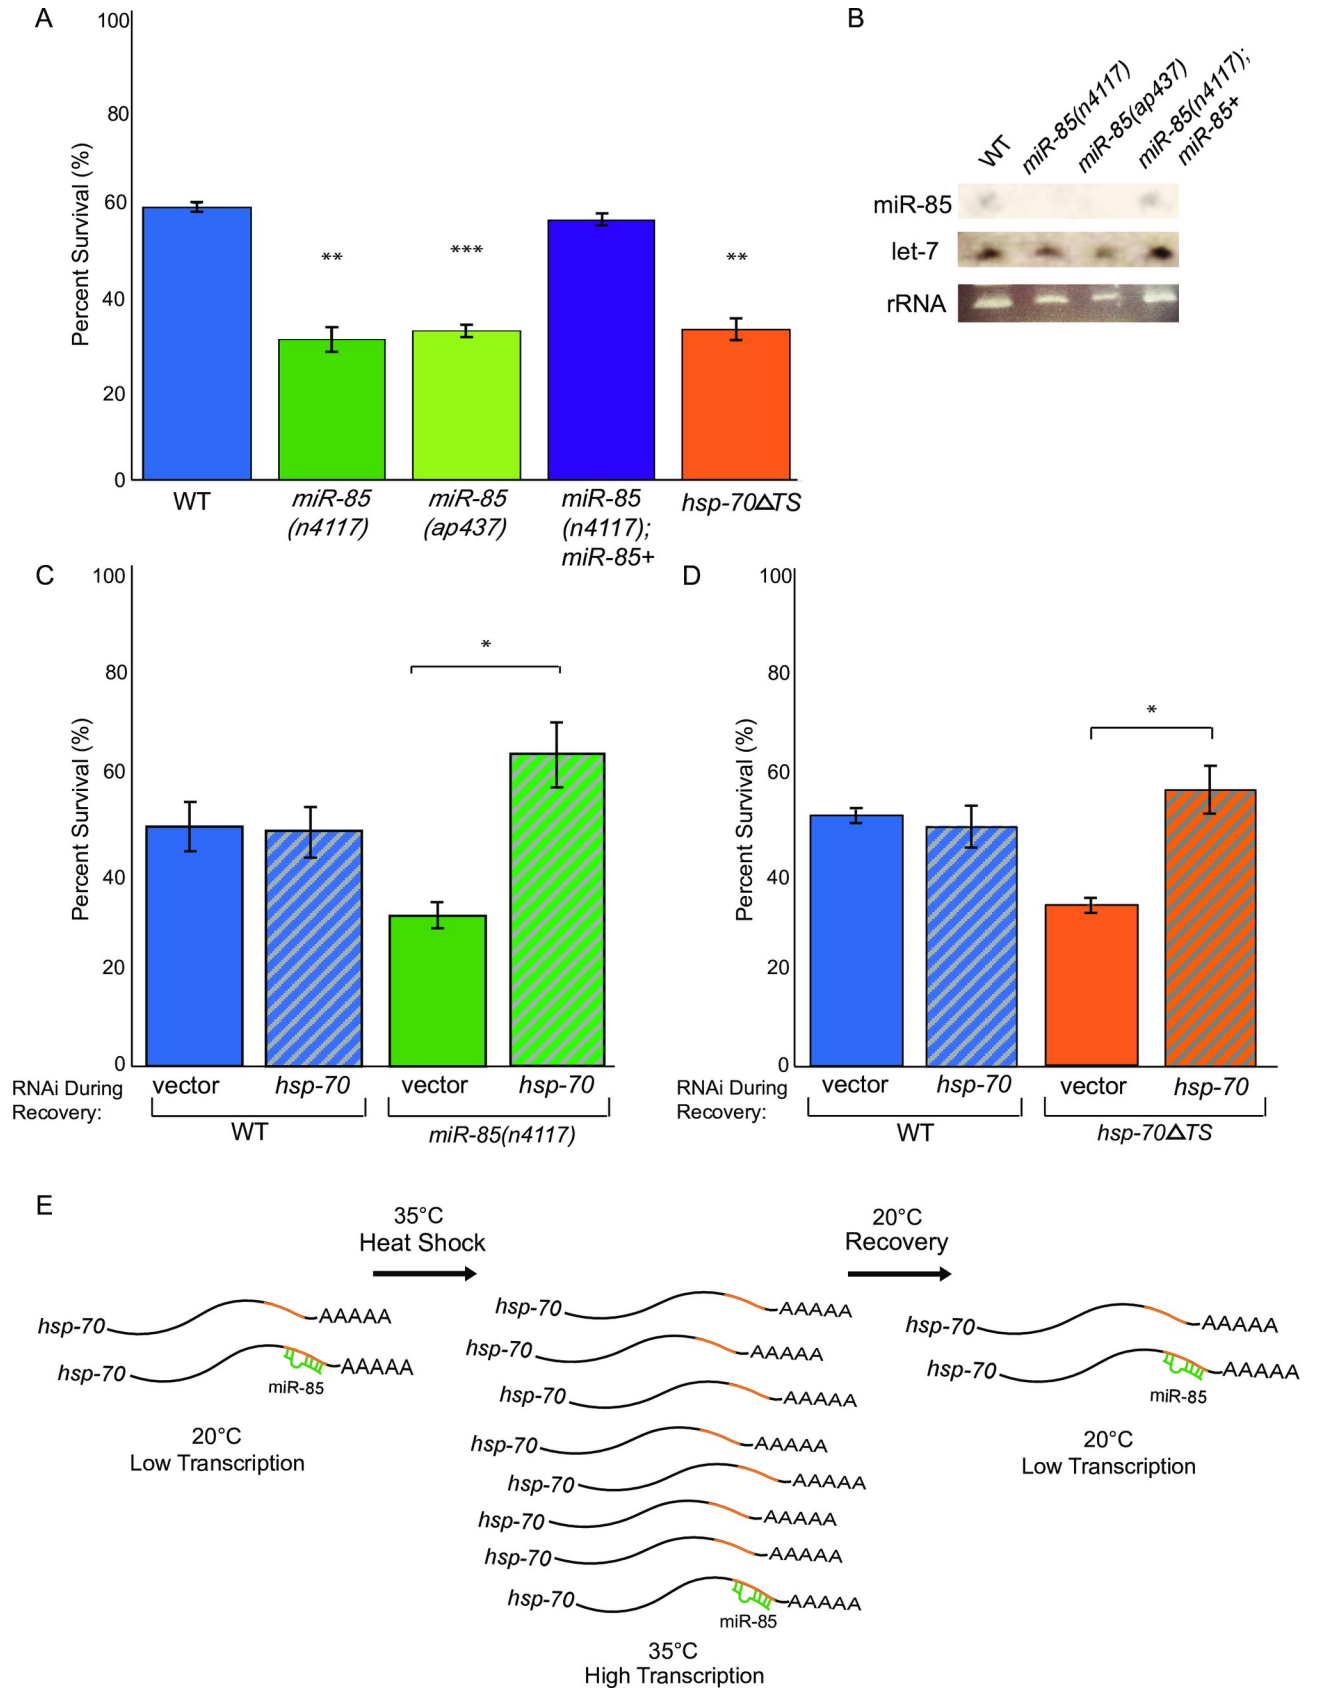 A
100
80
60
40
20
0
Percent Survival (%)
**
***
**
WT
miR-85
(n4117)
miR-85
(ap437)
miR-85
(n4117);
miR-85+
hsp-70ΔTS
B
WT
miR-85(n4117)
miR-85(ap437)
miR-85(n4117);
miR-85+
miR-85
let-7
rRNA
C
100
80
60
40
20
0
Percent Survival (%)
*
RNAi During
Recovery:
vector
hsp-70
vector
hsp-70
WT
miR-85(n4117)
D
100
80
60
40
20
0
Percent Survival (%)
*
RNAi During
Recovery:
vector
hsp-70
vector
hsp-70
WT
hsp-70ΔTS
E
35°C
Heat Shock
20°C
Recovery
hsp-70 AAAAA
hsp-70 AAAAA
miR-85
20°C
Low Transcription
hsp-70 AAAAA
hsp-70 AAAAA
hsp-70 AAAAA
hsp-70 AAAAA
hsp-70 AAAAA
hsp-70 AAAAA
hsp-70 AAAAA
hsp-70 AAAAA
miR-85
35°C
High Transcription
hsp-70 AAAAA
hsp-70 AAAAA
miR-85
20°C
Low Transcription